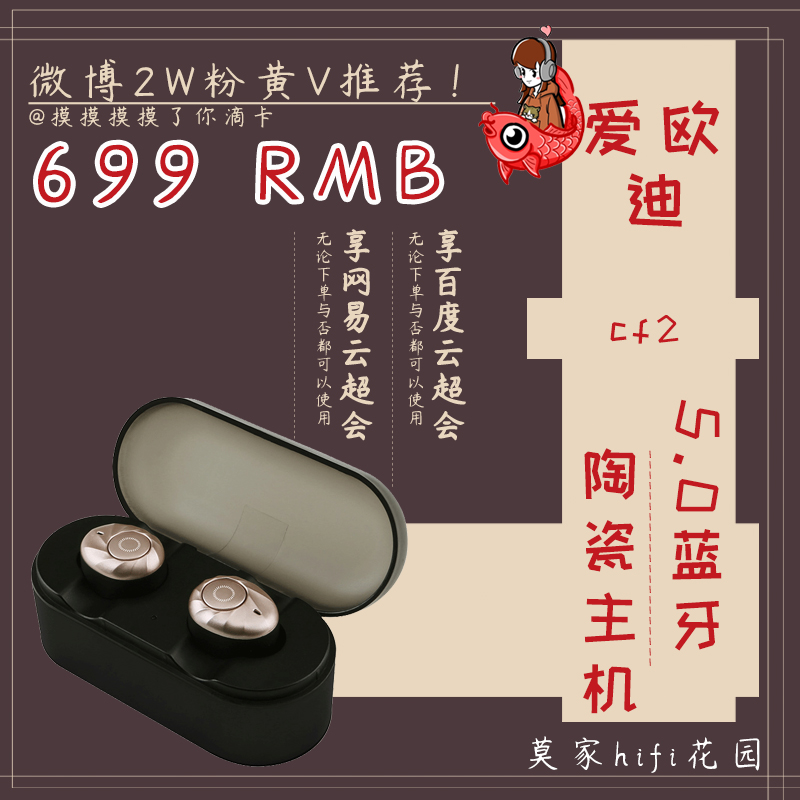 微博2W粉黄V推荐！
@摸摸摸摸了你滴卡
699 RMB
爱欧
迪
cf2
5.0蓝牙
陶瓷主机
享百度云超会
无论下单与否都可以使用
享网易云超会
无论下单与否都可以使用
莫家hifi花园